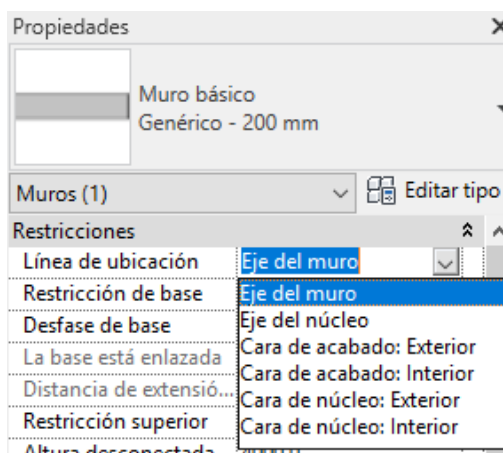 Propiedades
Muro básico
Genérico - 200 mm
Muros (1)
Editar tipo
Restricciones
Línea de ubicación
Eje del muro
Restricción de base
Eje del muro
Desfase de base
Eje del núcleo
La base está enlazada
Cara de acabado: Exterior
Cara de acabado: Interior
Distancia de extensió...
Cara de núcleo: Exterior
Restricción superior
Cara de núcleo: Interior
Altura desconectada